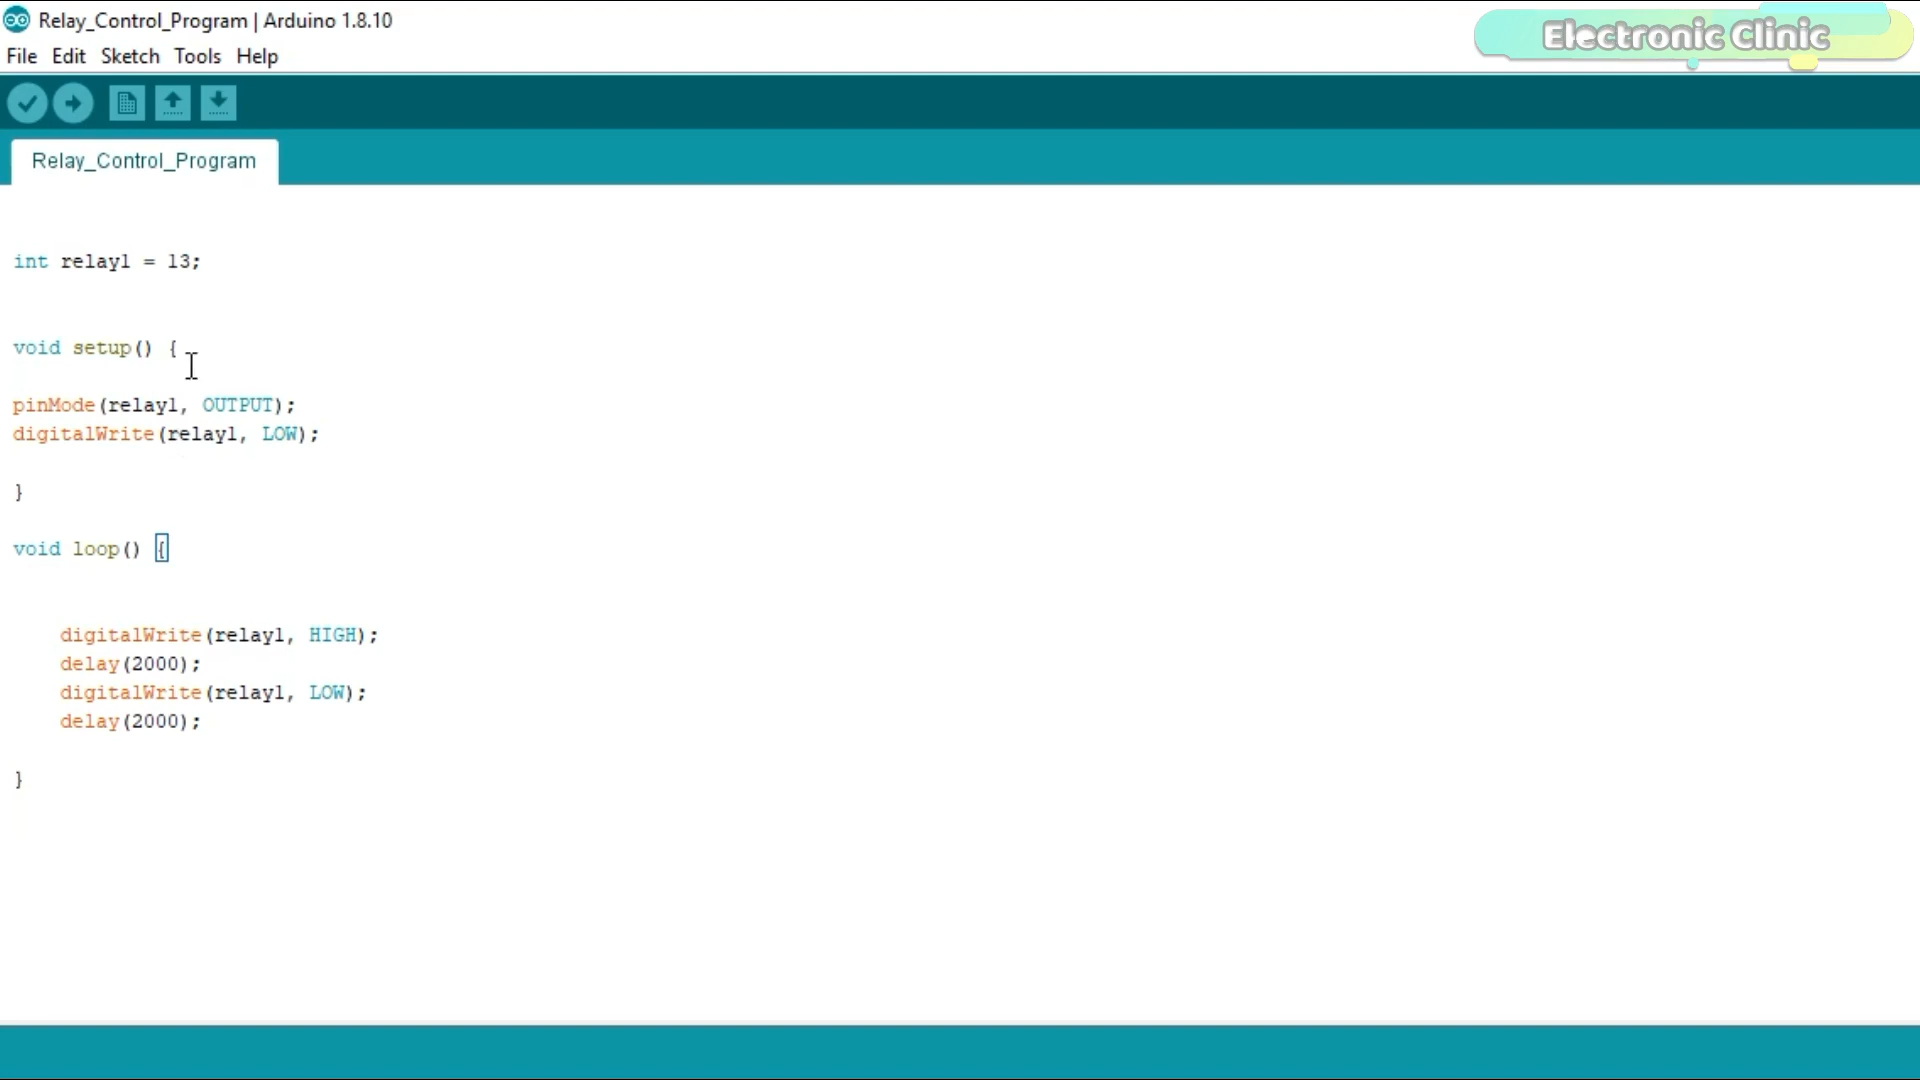 Relay_Control_Program | Arduino 1.8.10
Electronic Clinic
File Edit Sketch Tools Help
Relay_Control_Program
int relay1 = 13;
void setup() {
pinMode(relay1, OUTPUT);
digitalWrite(relay1, LOW);
}
void loop() {
digitalWrite(relay1, HIGH);
delay(2000);
digitalWrite(relay1, LOW);
delay(2000);
}